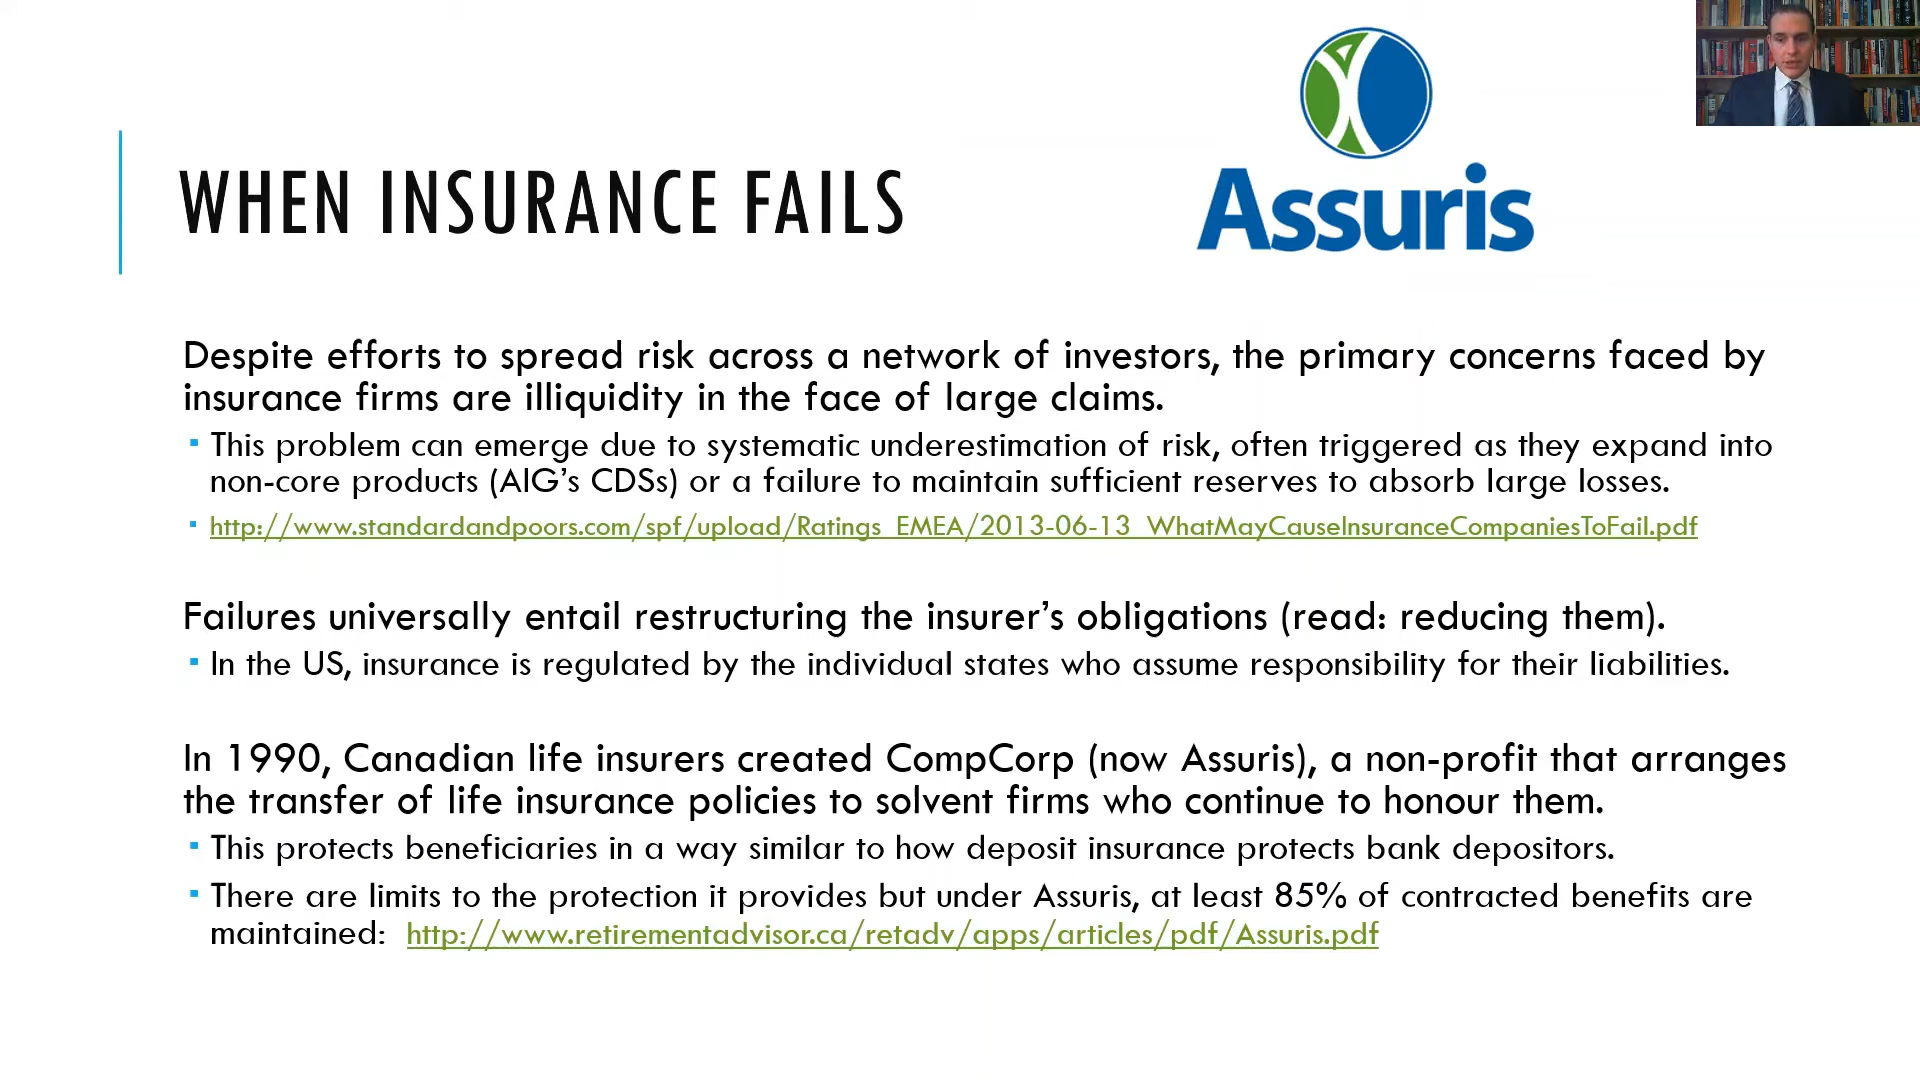 Assuris
WHEN INSURANCE FAILS
Despite efforts to spread risk across a network of investors, the primary concerns faced by
insurance firms are illiquidity in the face of large claims.
▪ This problem can emerge due to systematic underestimation of risk, often triggered as they expand into
non-core products (AIG’s CDSs) or a failure to maintain sufficient reserves to absorb large losses.
▪ http://www.standardandpoors.com/spf/upload/Ratings_EMEA/2013-06-13_WhatMayCauseInsuranceCompaniesToFail.pdf
Failures universally entail restructuring the insurer’s obligations (read: reducing them).
▪ In the US, insurance is regulated by the individual states who assume responsibility for their liabilities.
In 1990, Canadian life insurers created CompCorp (now Assuris), a non-profit that arranges
the transfer of life insurance policies to solvent firms who continue to honour them.
▪ This protects beneficiaries in a way similar to how deposit insurance protects bank depositors.
▪ There are limits to the protection it provides but under Assuris, at least 85% of contracted benefits are
maintained: http://www.retirementadvisor.ca/retadv/apps/articles/pdf/Assuris.pdf